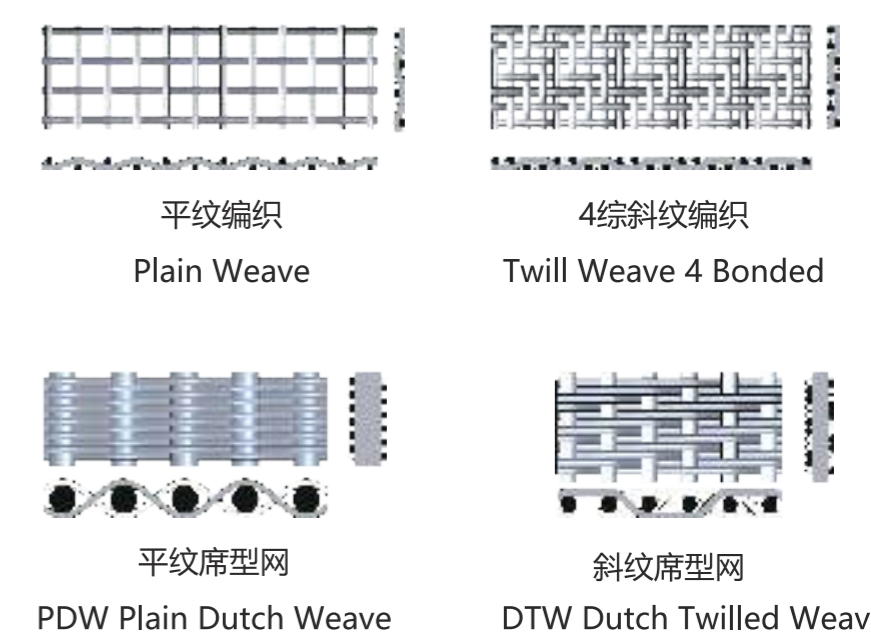 平纹编织
4综斜纹编织
Plain Weave
Twill Weave 4 Bonded
平纹席型网
斜纹席型网
PDW Plain Dutch Weave
DTW Dutch Twilled Weav